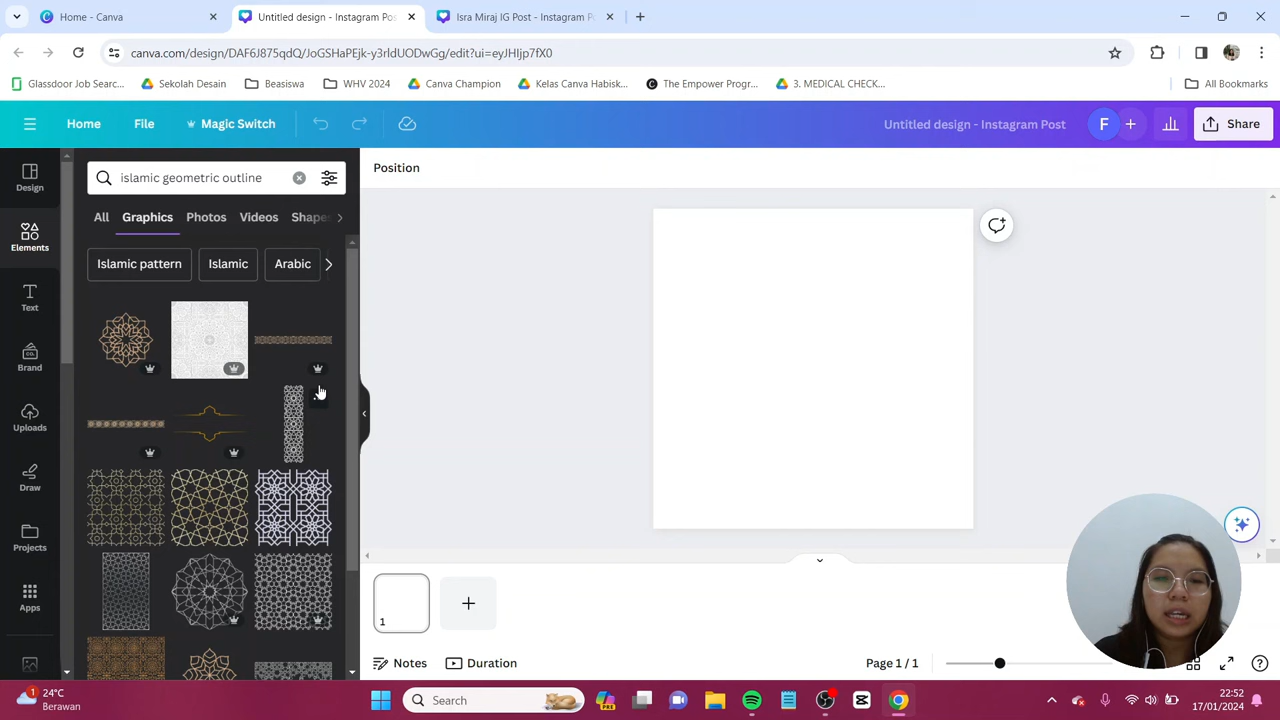 Home - Canva
Untitled design - Instagram Pos
Isra Miraj IG Post - Instagram P
canva.com/design/DAF6J875qdQ/JoGSHaPEjk-y3rldUODwGg/edit?ui=eyJHIjp7fX0
Glassdoor Job Searc...
Sekolah Desain
Beasiswa
WHV 2024
Canva Champion
Kelas Canva Habisk...
The Empower Progr...
3. MEDICAL CHECK...
All Bookmarks
Home
File
Magic Switch
Untitled design - Instagram Post
F
Share
Design
Elements
Text
Brand
Uploads
Draw
Projects
Apps
islamic geometric outline
All
Graphics
Photos
Videos
Shape
Islamic pattern
Islamic
Arabic
Position
1
Notes
Duration
Page 1 / 1
1
24°C
Berawan
Search
PRE
22:52
17/01/2024